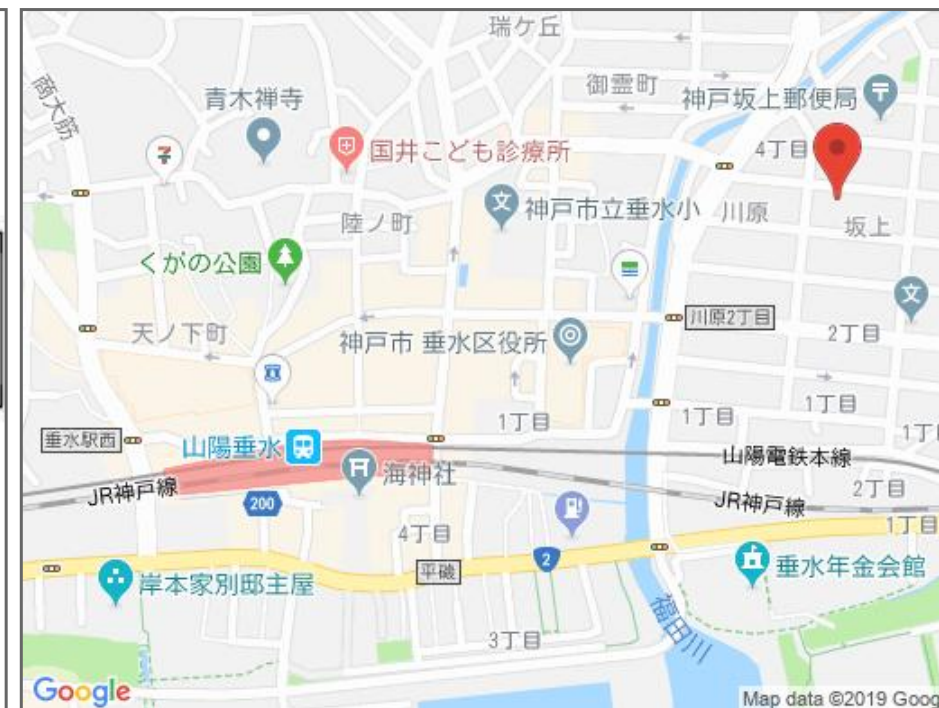 瑞ケ丘
商大筋
青木禅寺
御霊町
神戸坂上郵便局
4丁目
国井こども診療所
神戸市立垂水小
川原
陸ノ町
坂上
くがの公園
川原2丁目
天ノ下町
神戸市 垂水区役所
2丁目
1丁目
1丁目
1丁目
1丁目
垂水駅西
山陽垂水
海神社
山陽電鉄本線
JR神戸線
200
JR神戸線
2丁目
4丁目
1丁目
平磯
2
岸本家別邸主屋
垂水年金会館
福田川
3丁目
Google
Map data ©2019 Goog